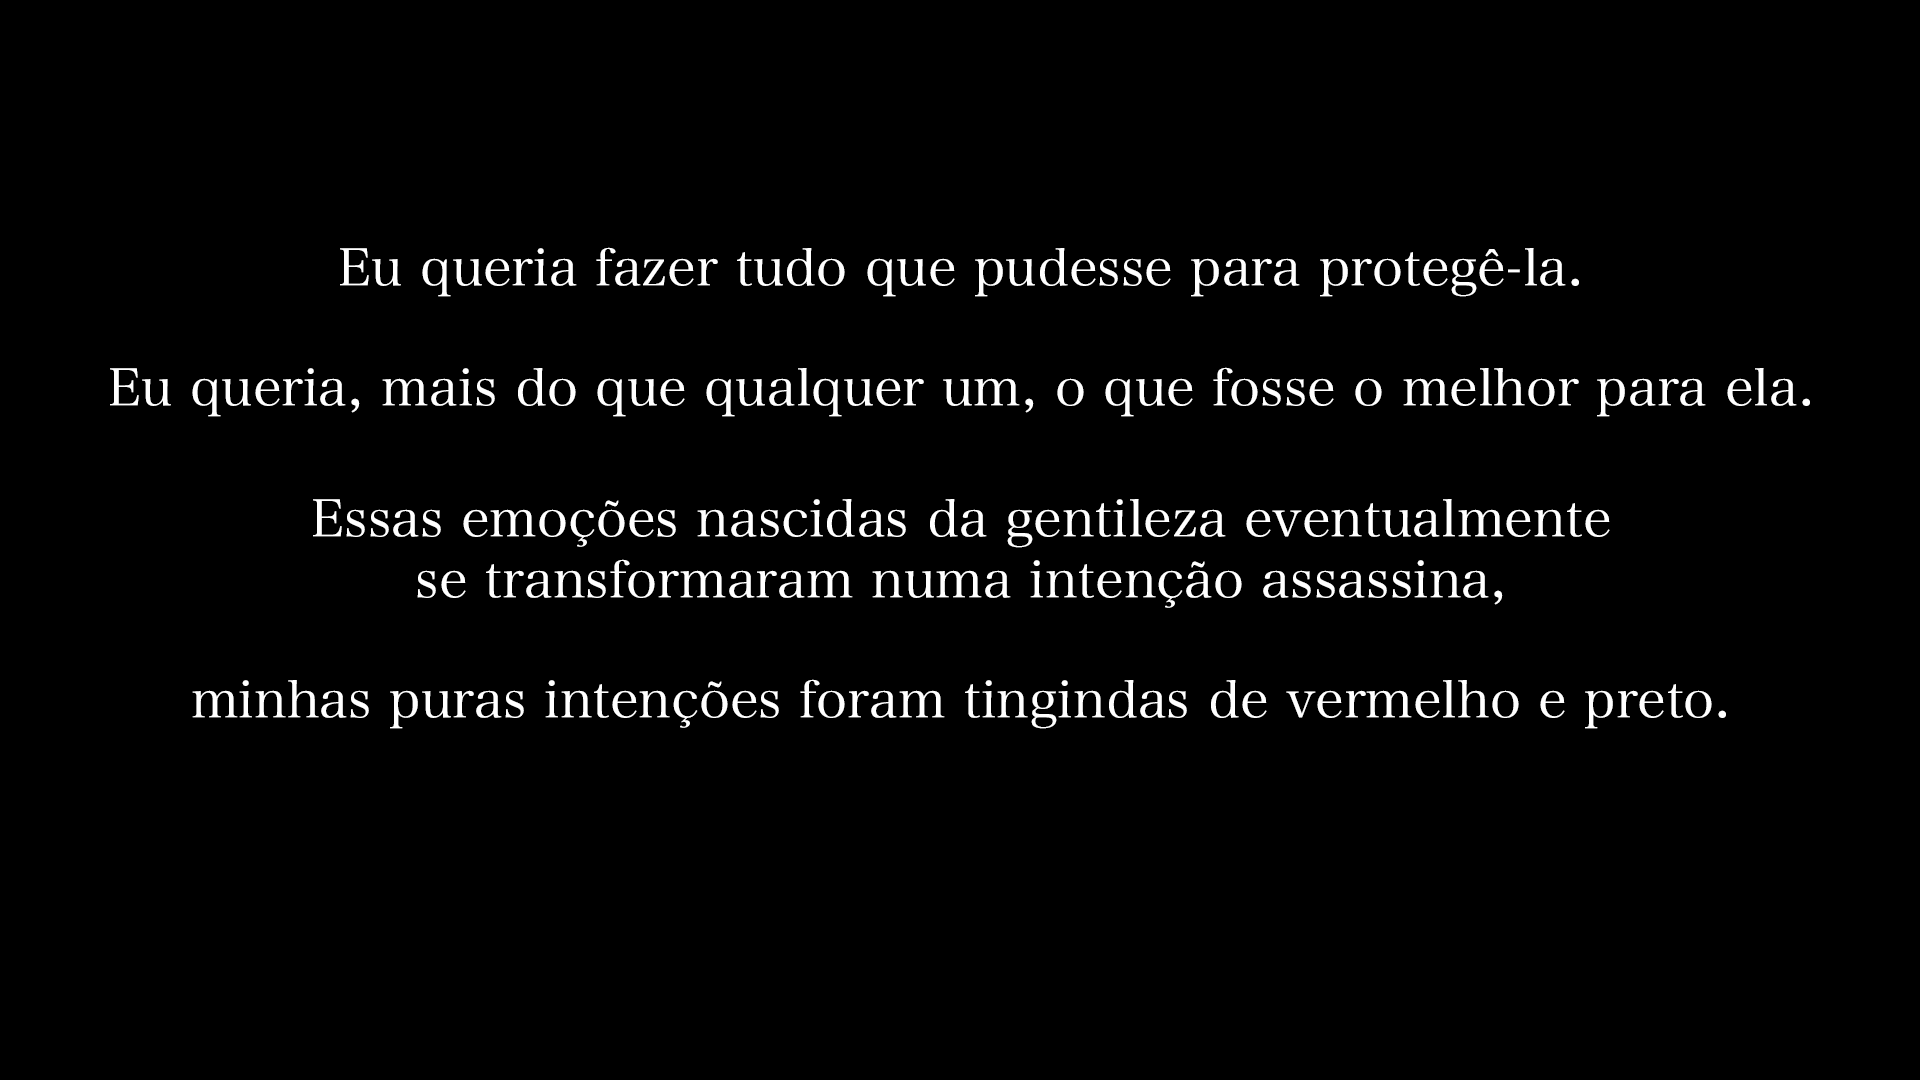 Eu queria fazer tudo que pudesse para protegê-la.
Eu queria, mais do que qualquer um, o que fosse o melhor para ela.
Essas emoções nascidas da gentileza eventualmente
se transformaram numa intenção assassina,
minhas puras intenções foram tingindas de vermelho e preto.